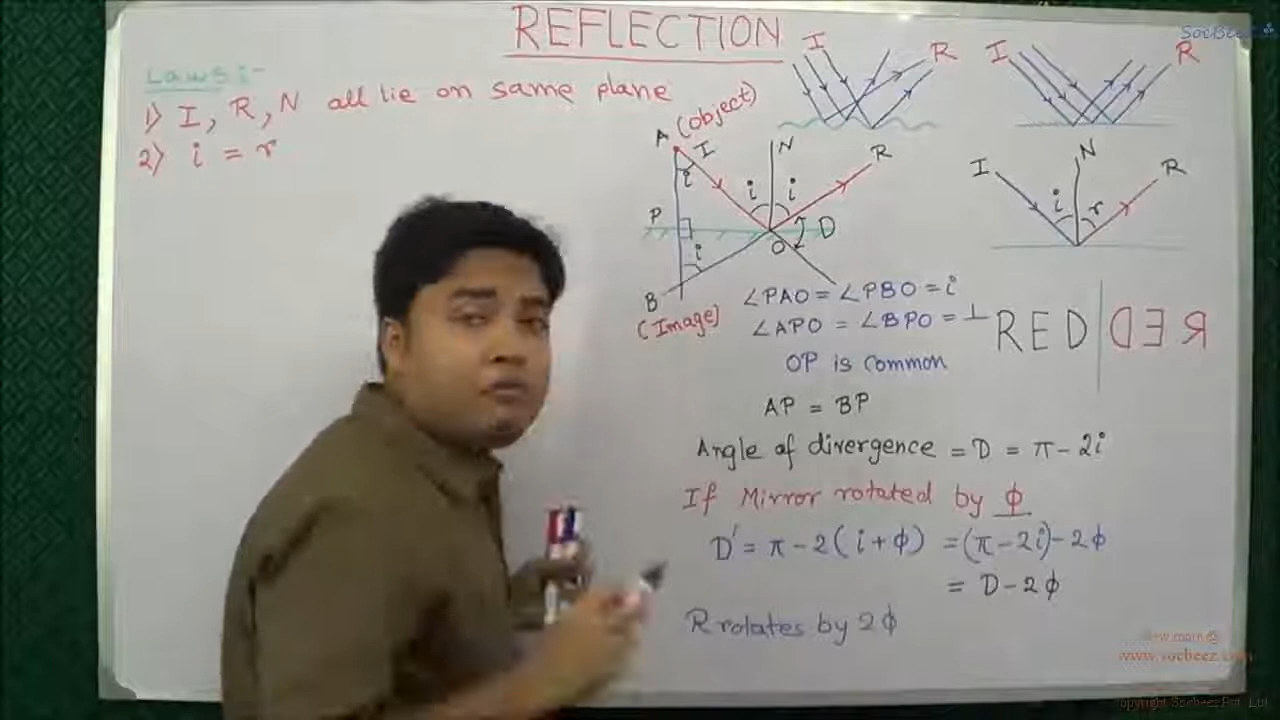 REFLECTION
SocBeez
Laws :-
1) I, R, N all lie on same plane
2) i = r
I R
I R
A (Object)
I N R
i i i
P D
O
i
B
(Image)
I N R
i r
∠PAO = ∠PBO = i
∠APO = ∠BPO = ⊥
OP is common
RED | ᗡƎЯ
AP = BP
Angle of divergence = D = π - 2i
If Mirror rotated by ϕ
D' = π - 2(i + ϕ) = (π - 2i) - 2ϕ
= D - 2ϕ
R rotates by 2ϕ
www.socbeez.com